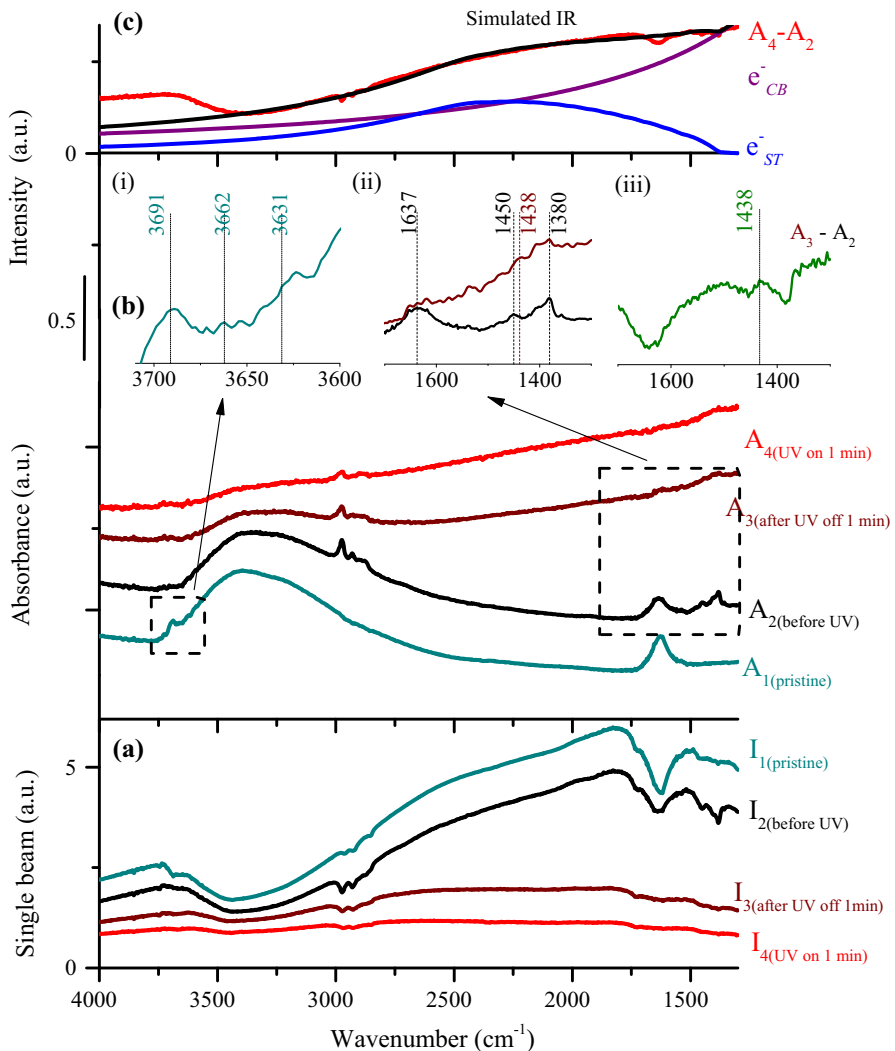 (c)
Simulated IR
A4-A2
e-CB
e-ST
0
Intensity (a.u.)
(i)
3691
3662
3631
(ii)
1637
1450
1438
1380
iii)
1438
A3 - A2
0.5
(b)
3700
3650
3600
1600
1400
1600
1400
Absorbance (a.u.)
A4(UV on 1 min)
A3(after UV off 1 min)
A2(before UV)
A1(pristine)
(a)
5
0
Single beam (a.u.)
I1(pristine)
I2(before UV)
I3(after UV off 1min)
I4(UV on 1 min)
4000
3500
3000
2500
2000
1500
Wavenumber (cm-1)